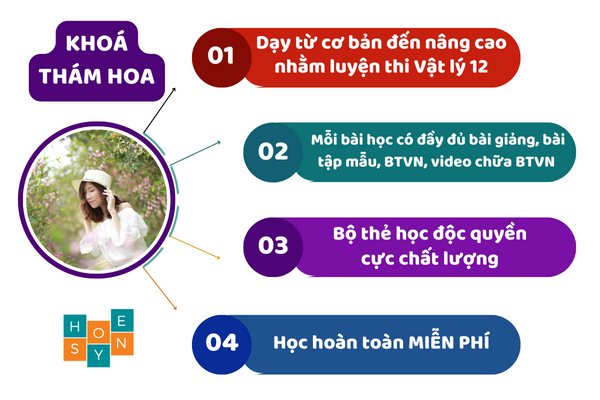 KHOÁ
THÁM HOA
01
Dạy từ cơ bản đến nâng cao
nhằm luyện thi Vật lý 12
02
Mỗi bài học có đầy đủ bài giảng, bài
tập mẫu, BTVN, video chữa BTVN
03
Bộ thẻ học độc quyền
cực chất lượng
04
Học hoàn toàn MIỄN PHÍ
HOEN
SY